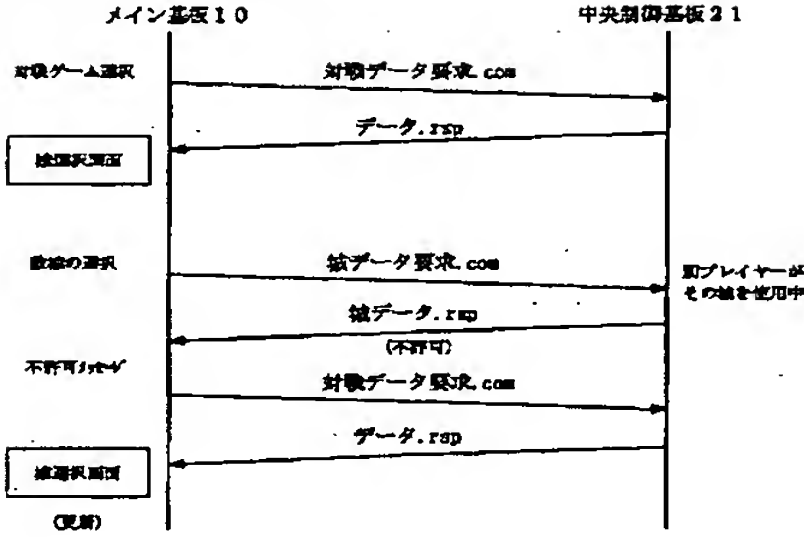 メイン基板10
中央制御基板21
対戦ゲーム選択
対戦データ要求.com
データ.rsp
城選択画面
敵城の選択
城データ要求.com
別プレイヤーが
その城を使用中
城データ.rsp
(不許可)
不許可メッセージ
対戦データ要求.com
データ.rsp
城選択画面
(更新)